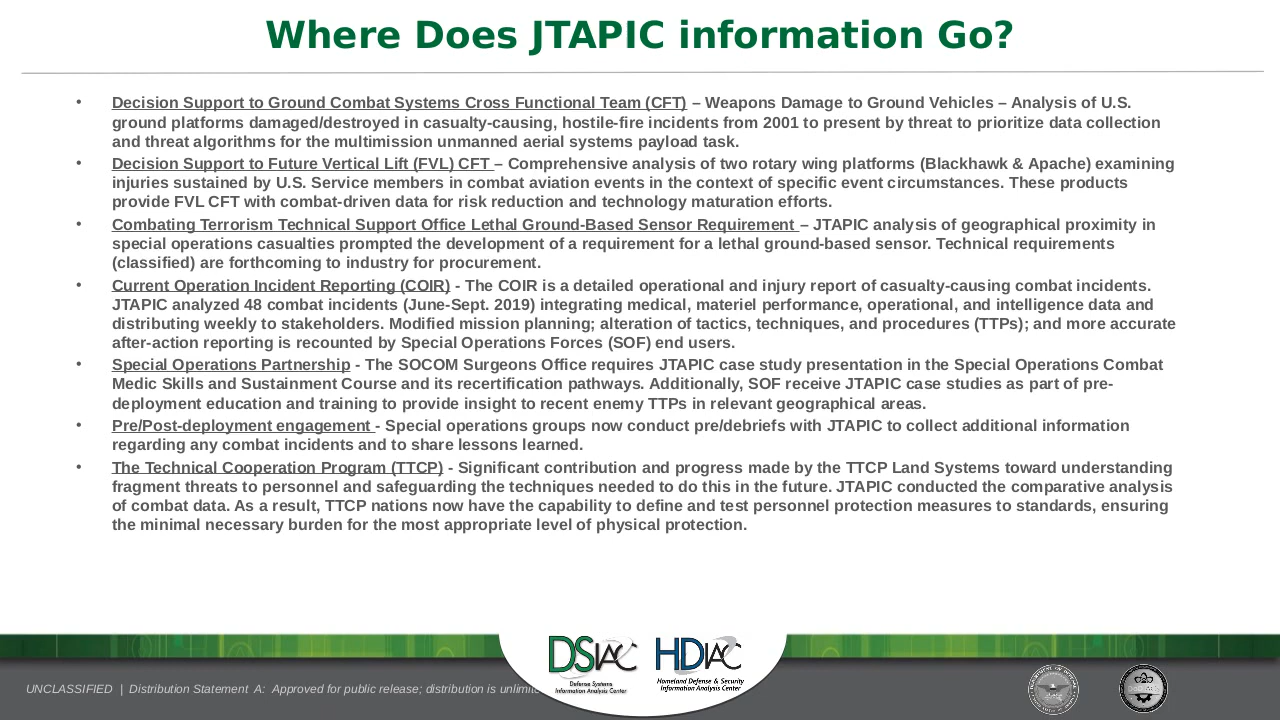 Where Does JTAPIC information Go?
• Decision Support to Ground Combat Systems Cross Functional Team (CFT) – Weapons Damage to Ground Vehicles – Analysis of U.S.
ground platforms damaged/destroyed in casualty-causing, hostile-fire incidents from 2001 to present by threat to prioritize data collection
and threat algorithms for the multimission unmanned aerial systems payload task.
• Decision Support to Future Vertical Lift (FVL) CFT – Comprehensive analysis of two rotary wing platforms (Blackhawk & Apache) examining
injuries sustained by U.S. Service members in combat aviation events in the context of specific event circumstances. These products
provide FVL CFT with combat-driven data for risk reduction and technology maturation efforts.
• Combating Terrorism Technical Support Office Lethal Ground-Based Sensor Requirement – JTAPIC analysis of geographical proximity in
special operations casualties prompted the development of a requirement for a lethal ground-based sensor. Technical requirements
(classified) are forthcoming to industry for procurement.
• Current Operation Incident Reporting (COIR) - The COIR is a detailed operational and injury report of casualty-causing combat incidents.
JTAPIC analyzed 48 combat incidents (June-Sept. 2019) integrating medical, materiel performance, operational, and intelligence data and
distributing weekly to stakeholders. Modified mission planning; alteration of tactics, techniques, and procedures (TTPs); and more accurate
after-action reporting is recounted by Special Operations Forces (SOF) end users.
• Special Operations Partnership - The SOCOM Surgeons Office requires JTAPIC case study presentation in the Special Operations Combat
Medic Skills and Sustainment Course and its recertification pathways. Additionally, SOF receive JTAPIC case studies as part of pre-
deployment education and training to provide insight to recent enemy TTPs in relevant geographical areas.
• Pre/Post-deployment engagement - Special operations groups now conduct pre/debriefs with JTAPIC to collect additional information
regarding any combat incidents and to share lessons learned.
• The Technical Cooperation Program (TTCP) - Significant contribution and progress made by the TTCP Land Systems toward understanding
fragment threats to personnel and safeguarding the techniques needed to do this in the future. JTAPIC conducted the comparative analysis
of combat data. As a result, TTCP nations now have the capability to define and test personnel protection measures to standards, ensuring
the minimal necessary burden for the most appropriate level of physical protection.
UNCLASSIFIED | Distribution Statement A: Approved for public release; distribution is
DSIAC
Defense Systems
Information Analysis Center
HDIAC
Homeland Defense & Security
Information Analysis Center